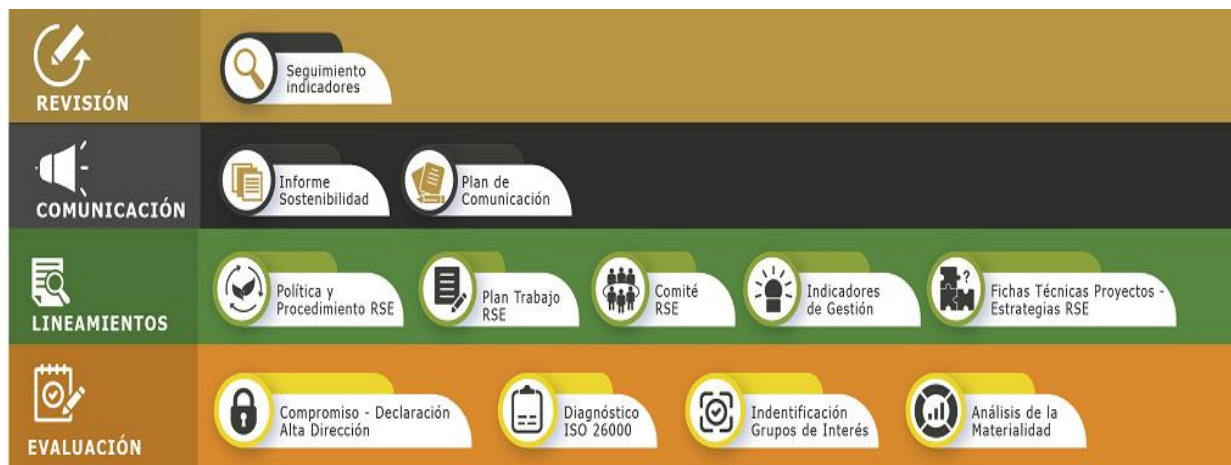 REVISIÓN
Seguimiento
indicadores
COMUNICACIÓN
Informe
Sostenibilidad
Plan de
Comunicación
LINEAMIENTOS
Política y
Procedimiento RSE
Plan Trabajo
RSE
Comité
RSE
Indicadores
de Gestión
Fichas Técnicas Proyectos -
Estrategias RSE
EVALUACIÓN
Compromiso - Declaración
Alta Dirección
Diagnóstico
ISO 26000
Indentificación
Grupos de Interés
Análisis de la
Materialidad